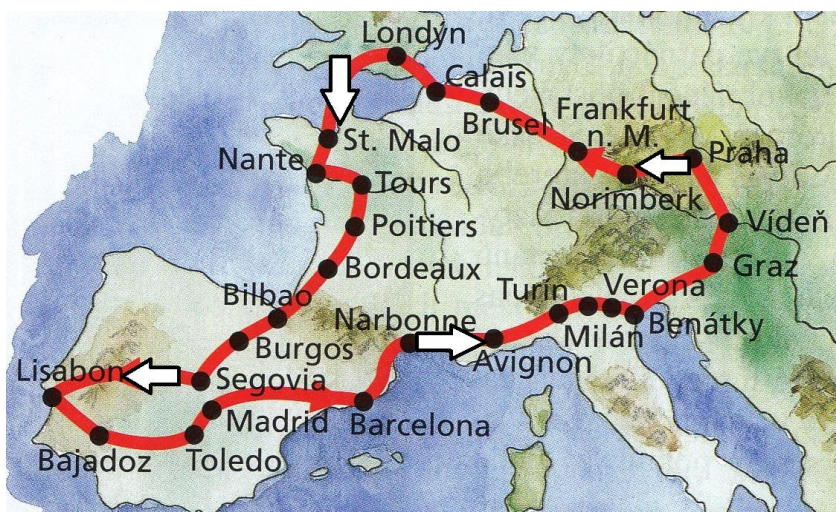 Londýn
Calais
Brusel
Frankfurt
n. M.
Praha
St. Malo
Nante
Tours
Norimberk
Poitiers
Vídeň
Bordeaux
Graz
Bilbao
Narbonne
Turin
Verona
Burgos
Avignon
Milán
Benátky
Lisabon
Segovia
Madrid
Barcelona
Bajadoz
Toledo